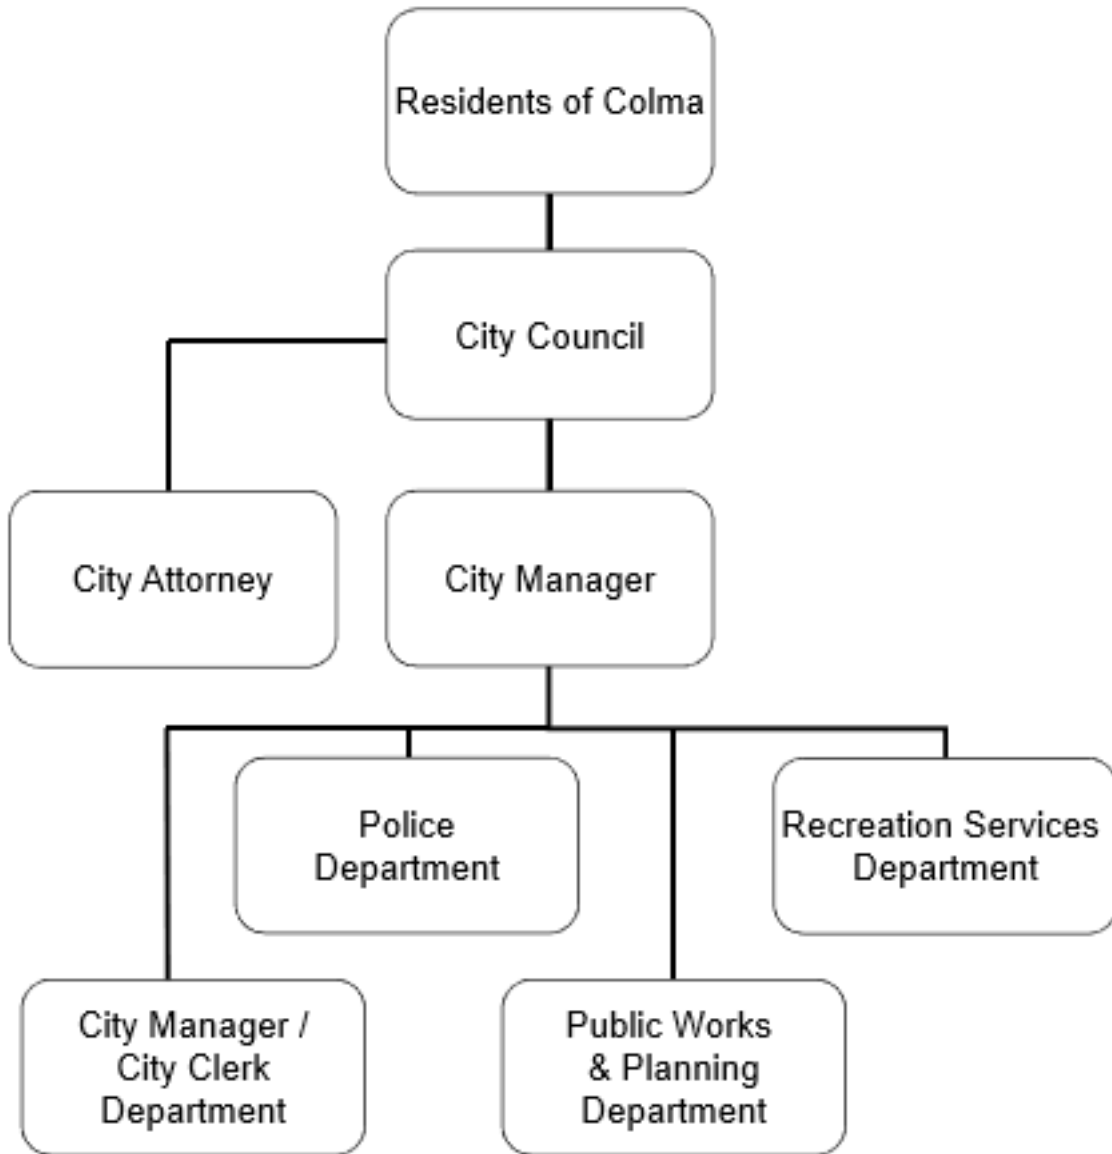 Residents of Colma
City Council
City Attorney
City Manager
Police
Department
Recreation Services
Department
City Manager /
City Clerk
Department
Public Works
& Planning
Department